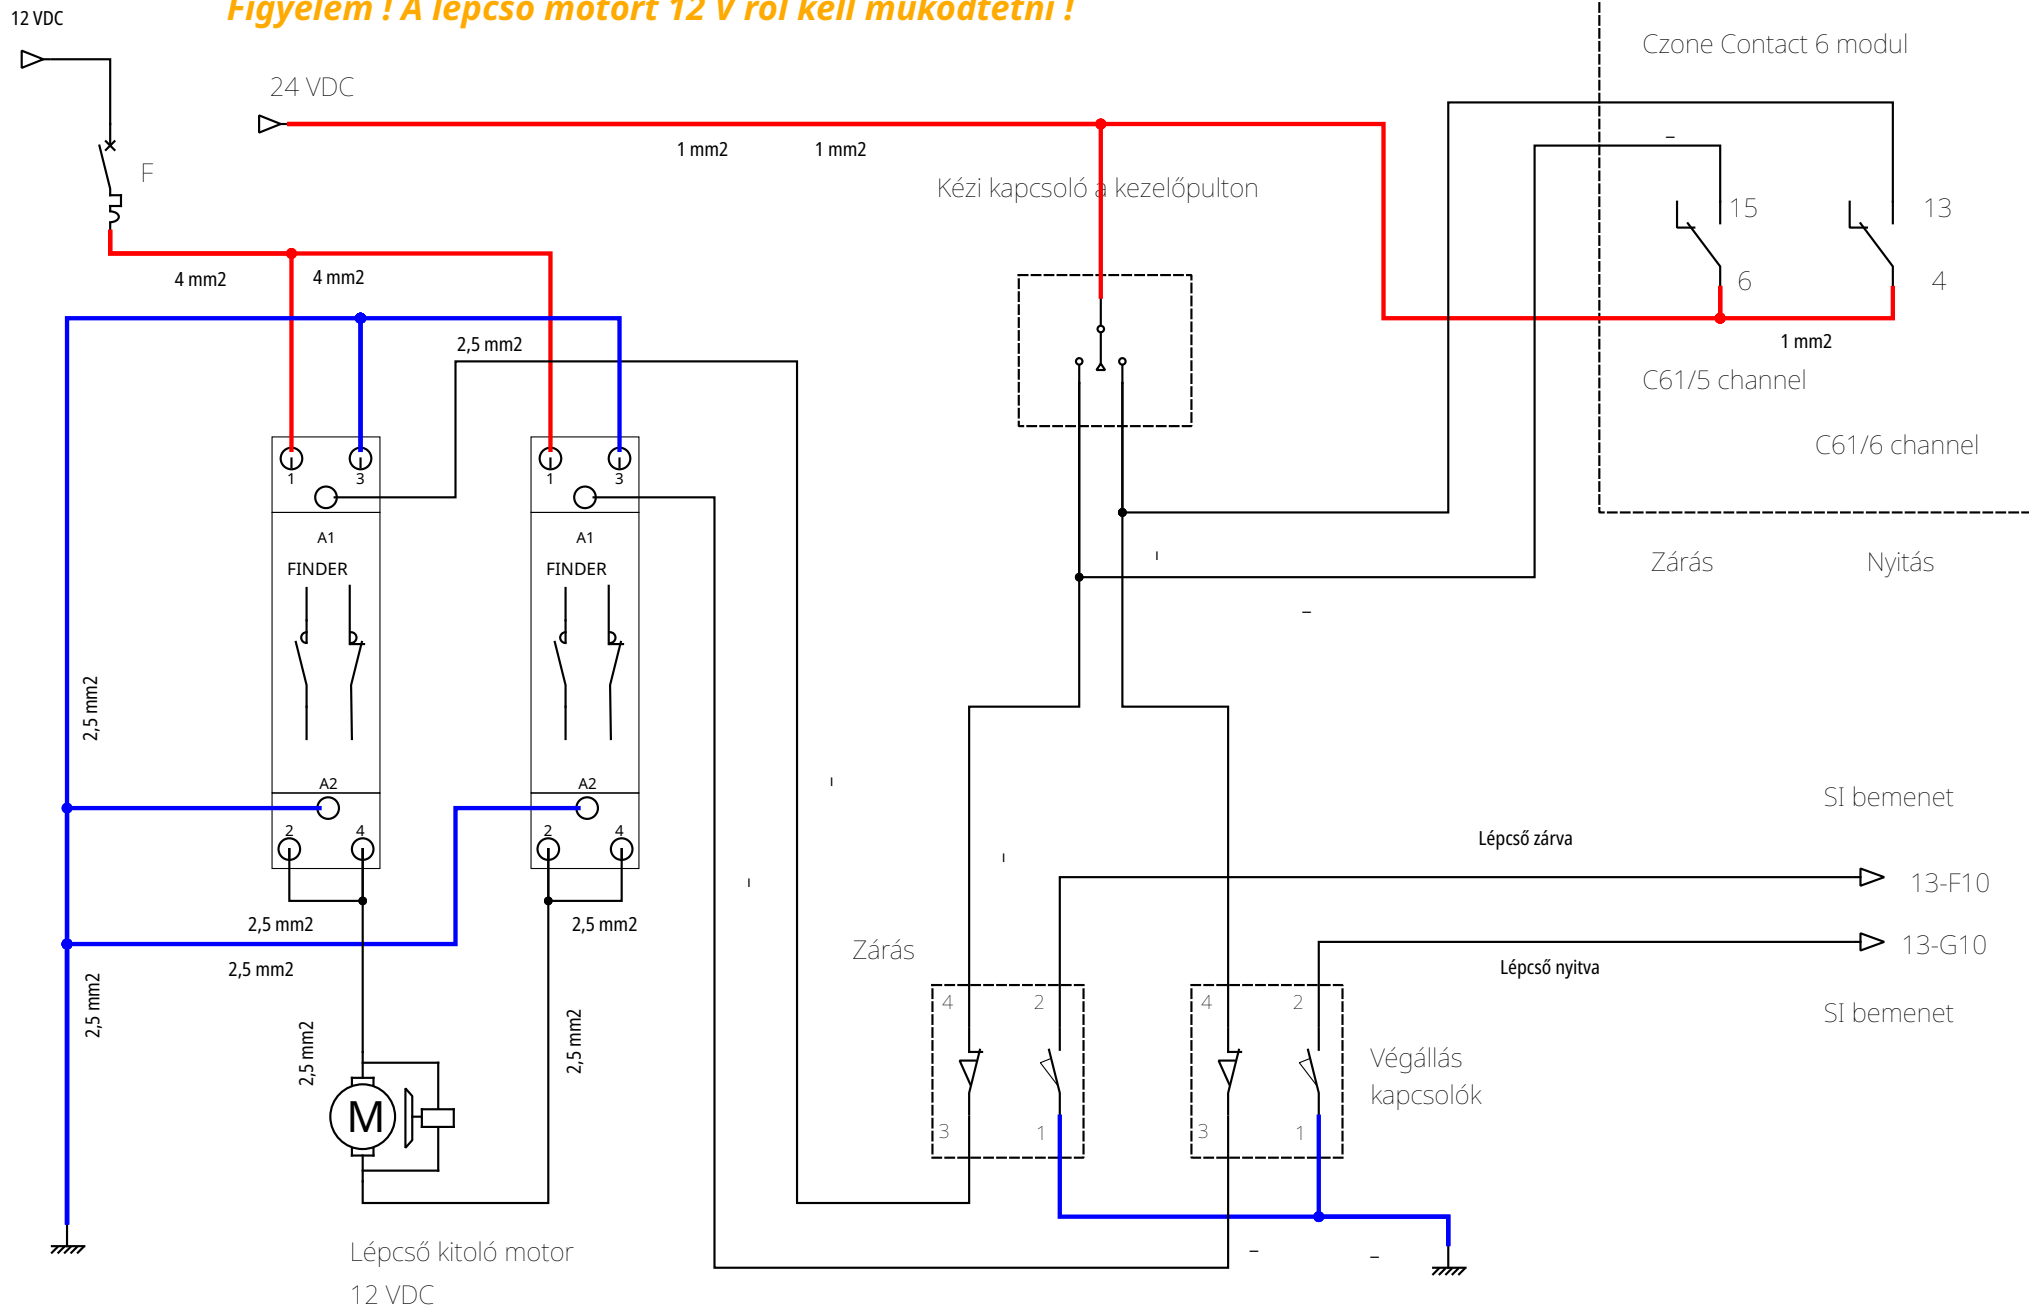 Figyelem ! A lépcső motort 12 V ról kell működtetni !
12 VDC
24 VDC
Czone Contact 6 modul
1 mm2
1 mm2
F
Kézi kapcsoló a kezelőpulton
15
13
6
4
4 mm2
4 mm2
2,5 mm2
1 mm2
C61/5 channel
C61/6 channel
1
3
1
3
A1
A1
FINDER
FINDER
Zárás
Nyitás
2,5 mm2
A2
A2
SI bemenet
2
4
2
4
Lépcső zárva
13-F10
2,5 mm2
2,5 mm2
Zárás
13-G10
2,5 mm2
Lépcső nyitva
2,5 mm2
4
2
4
2
SI bemenet
2,5 mm2
2,5 mm2
Végállás
kapcsolók
M
3
1
3
1
Lépcső kitoló motor
12 VDC